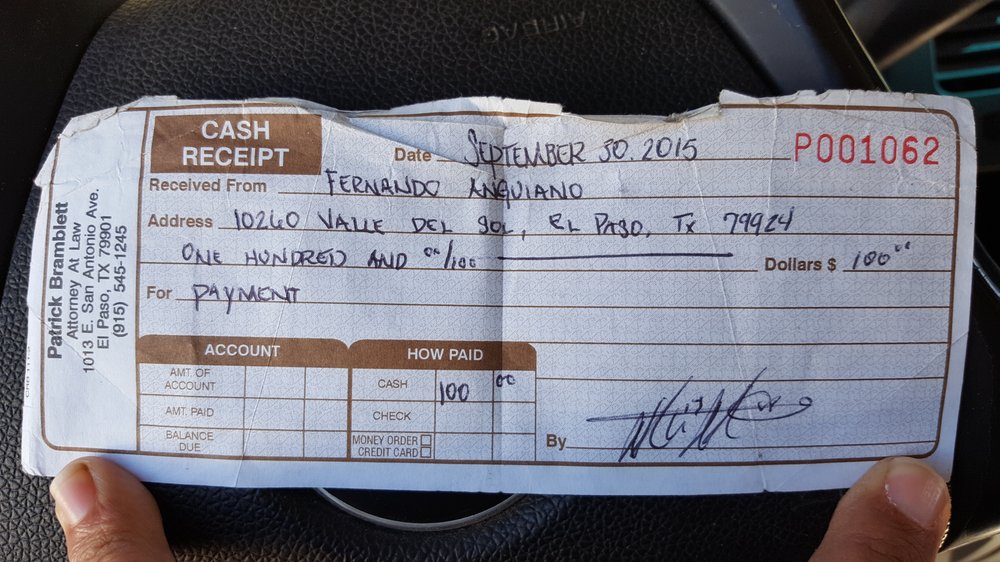 AIRBAG
CASH RECEIPT
Date SEPTEMBER 30, 2015 P001062
Received From FERNANDO ANGUIANO
Address 10260 VALLE DEL SOL, EL PASO, TX 79924
ONE HUNDRED AND 00/100 Dollars $ 100 00
For PAYMENT
Patrick Bramblett
Attorney At Law
1013 E. San Antonio Ave.
El Paso, TX 79901
(915) 545-1245
ACCOUNT
AMT. OF ACCOUNT
AMT. PAID
BALANCE DUE
HOW PAID
CASH 100 00
CHECK
MONEY ORDER
CREDIT CARD
By